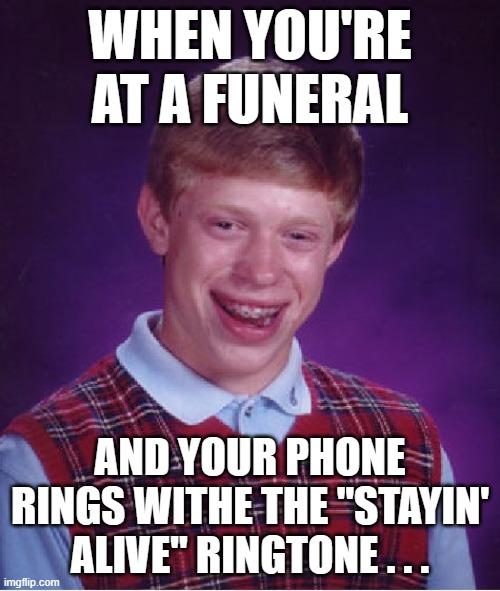 WHEN YOU'RE
AT A FUNERAL
AND YOUR PHONE
RINGS WITHE THE "STAYIN'
ALIVE" RINGTONE . . .
imgflip.com